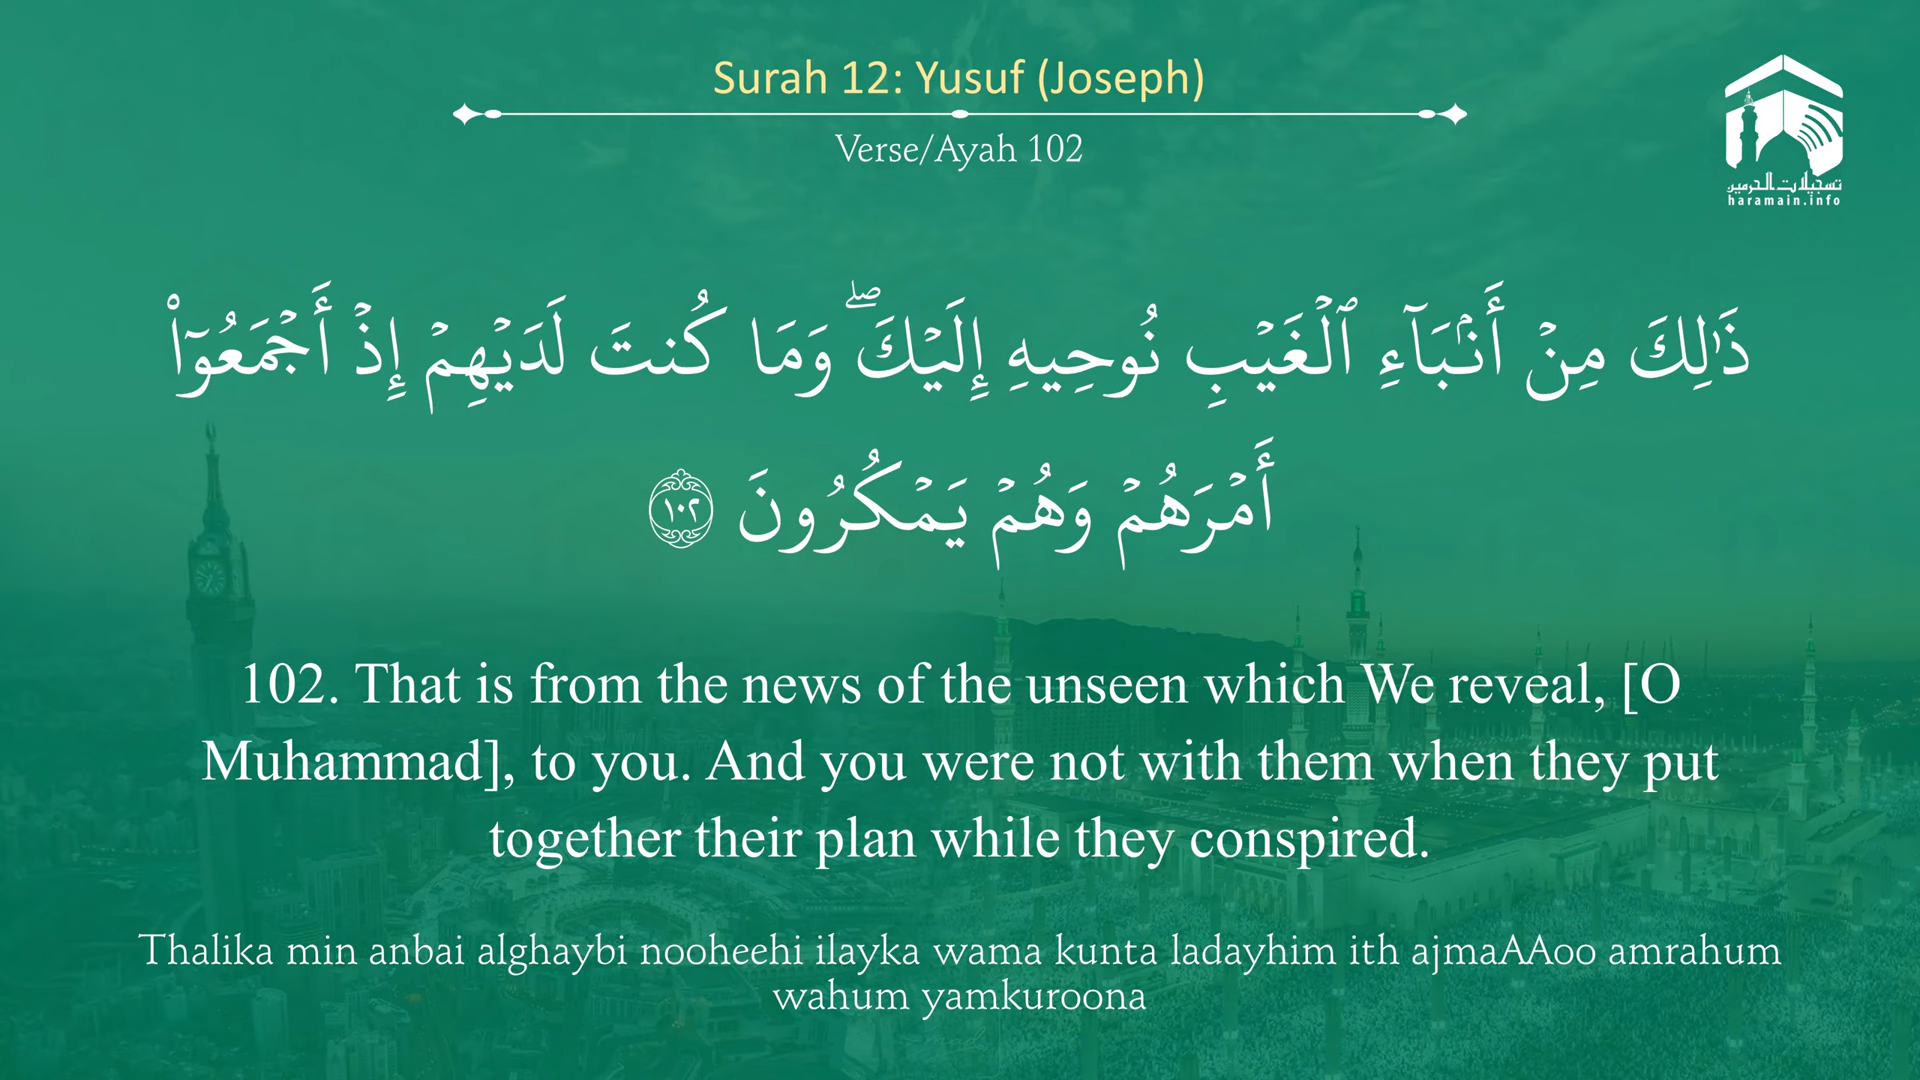 Surah 12: Yusuf (Joseph)
Verse/Ayah 102
تسجيلات الحرمين
haramain.info
ذَٰلِكَ مِنْ أَنۢبَآءِ ٱلْغَيْبِ نُوحِيهِ إِلَيْكَ ۖ وَمَا كُنتَ لَدَيْهِمْ إِذْ أَجْمَعُوٓا۟
أَمْرَهُمْ وَهُمْ يَمْكُرُونَ ١٠٢
102. That is from the news of the unseen which We reveal, [O
Muhammad], to you. And you were not with them when they put
together their plan while they conspired.
Thalika min anbai alghaybi nooheehi ilayka wama kunta ladayhim ith ajmaAAoo amrahum
wahum yamkuroona